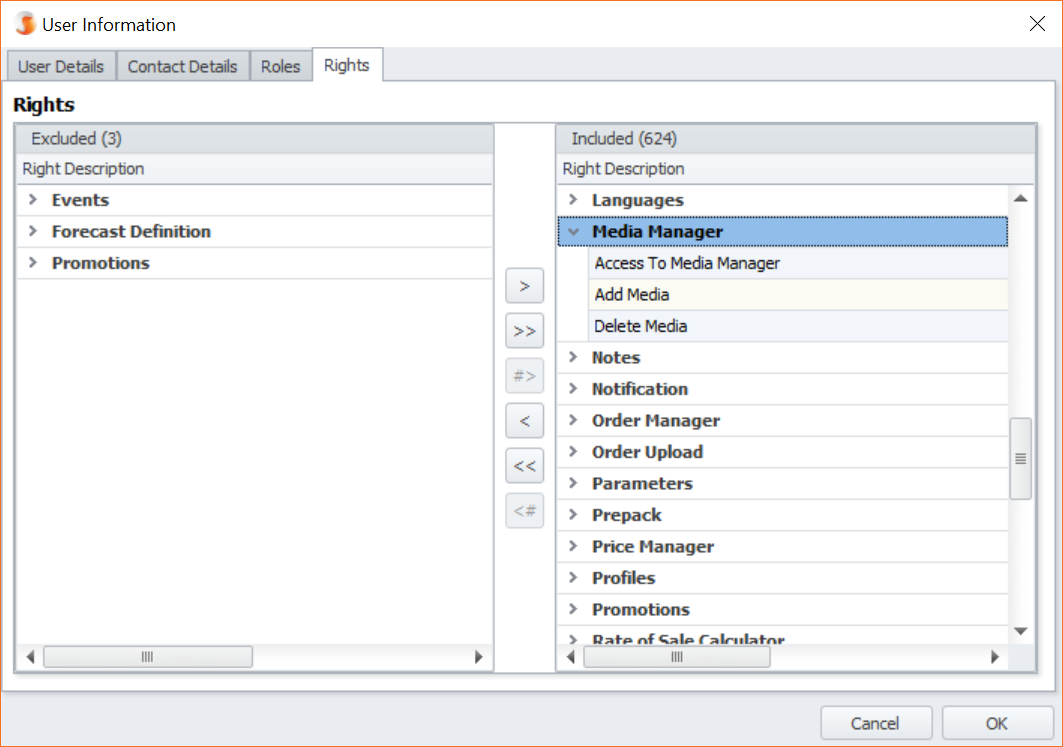 User Information
User Details Contact Details Roles Rights
Rights
Excluded (3)
Right Description
Events
Forecast Definition
Promotions
>
>>
#>
<
<<
<#
Included (624)
Right Description
Languages
Media Manager
Access To Media Manager
Add Media
Delete Media
Notes
Notification
Order Manager
Order Upload
Parameters
Prepack
Price Manager
Profiles
Promotions
Rate of Sale Calculator
Cancel OK